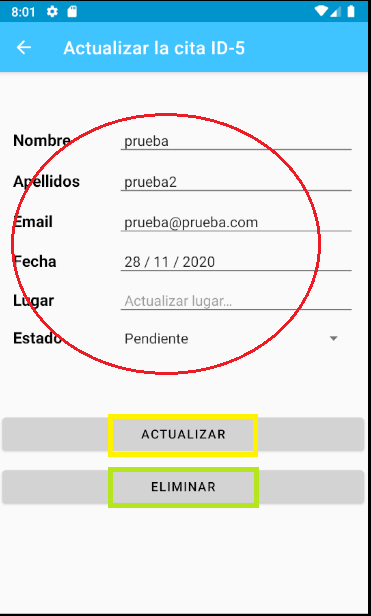 8:01
Actualizar la cita ID-5
Nombre prueba
Apellidos prueba2
Email prueba@prueba.com
Fecha 28 / 11 / 2020
Lugar Actualizar lugar...
Estado Pendiente
ACTUALIZAR
ELIMINAR